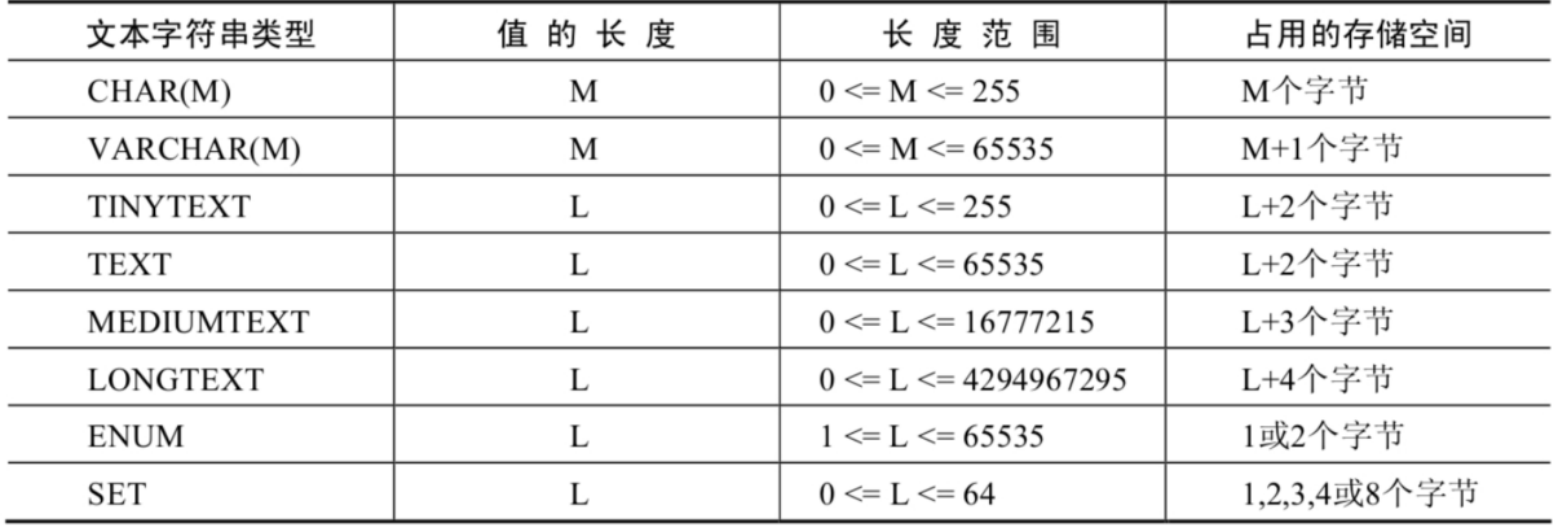 文本字符串类型 值的长度 长度范围 占用的存储空间
CHAR(M) M 0 <= M <= 255 M个字节
VARCHAR(M) M 0 <= M <= 65535 M+1个字节
TINYTEXT L 0 <= L <= 255 L+2个字节
TEXT L 0 <= L <= 65535 L+2个字节
MEDIUMTEXT L 0 <= L <= 16777215 L+3个字节
LONGTEXT L 0 <= L <= 4294967295 L+4个字节
ENUM L 1 <= L <= 65535 1或2个字节
SET L 0 <= L <= 64 1,2,3,4或8个字节